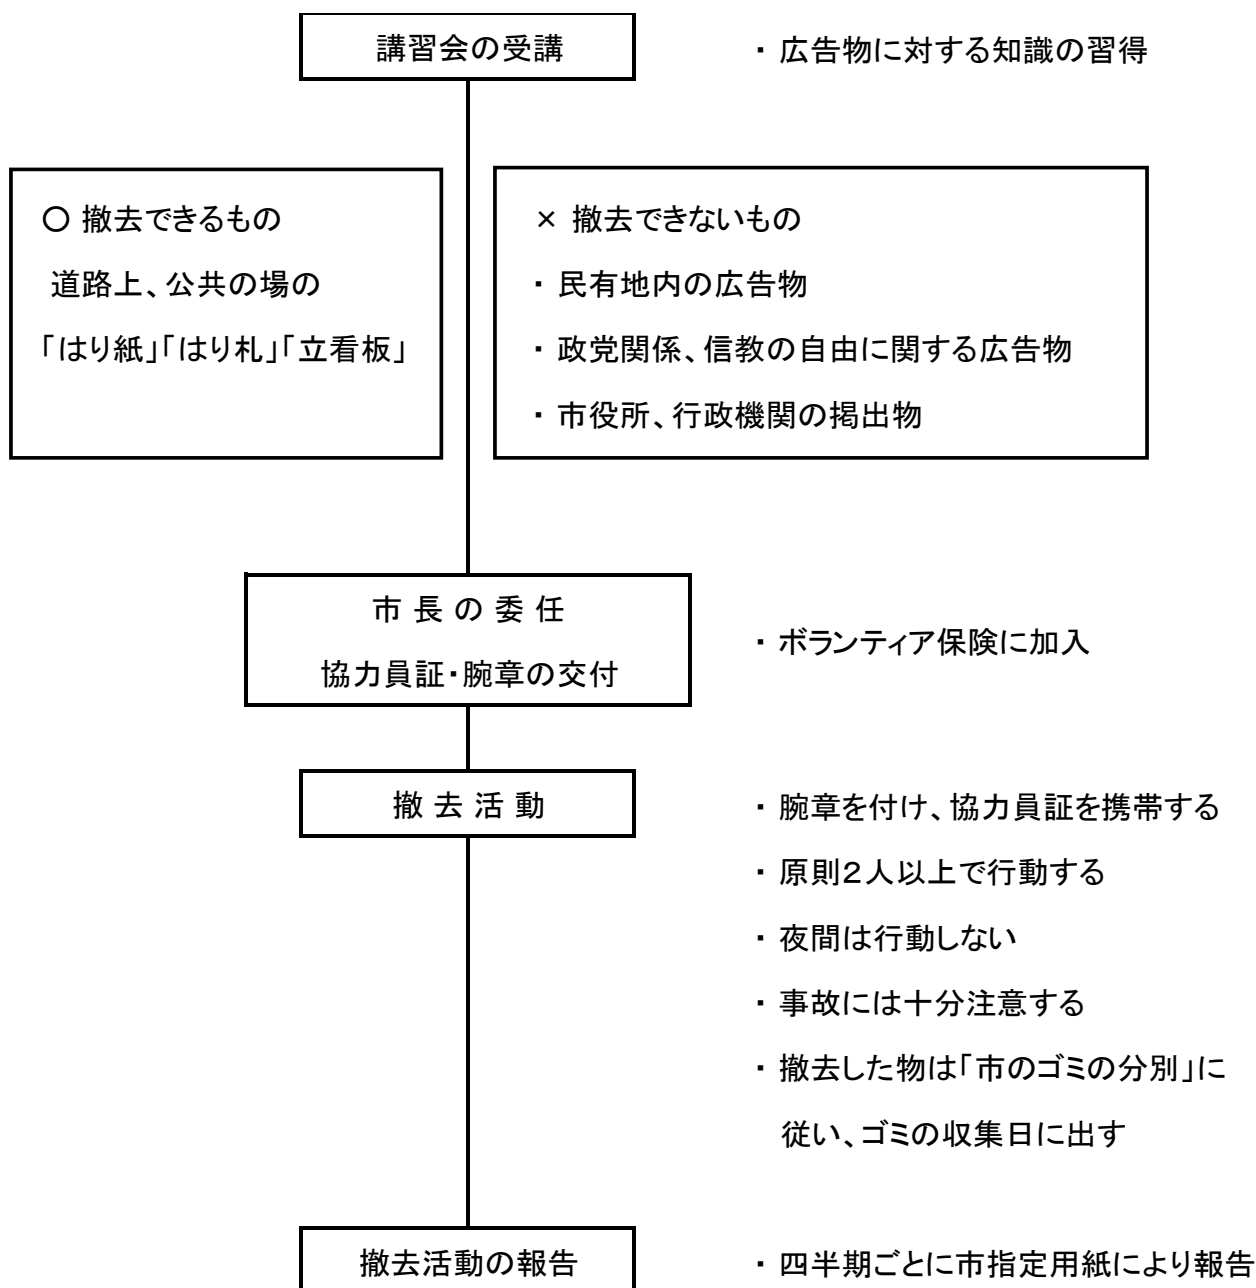 講習会の受講
・ 広告物に対する知識の習得
〇 撤去できるもの
道路上、公共の場の
「はり紙」「はり札」「立看板」
× 撤去できないもの
・ 民有地内の広告物
・ 政党関係、信教の自由に関する広告物
・ 市役所、行政機関の掲出物
市 長 の 委 任
協力員証・腕章の交付
・ ボランティア保険に加入
撤 去 活 動
・ 腕章を付け、協力員証を携帯する
・ 原則2人以上で行動する
・ 夜間は行動しない
・ 事故には十分注意する
・ 撤去した物は「市のゴミの分別」に
従い、ゴミの収集日に出す
撤去活動の報告
・ 四半期ごとに市指定用紙により報告